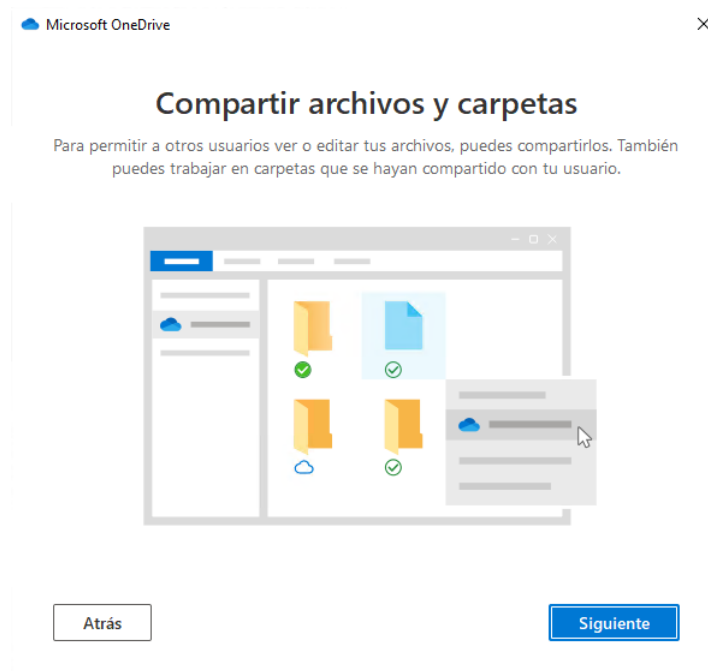 Microsoft OneDrive
Compartir archivos y carpetas
Para permitir a otros usuarios ver o editar tus archivos, puedes compartirlos. También
puedes trabajar en carpetas que se hayan compartido con tu usuario.
Atrás
Siguiente